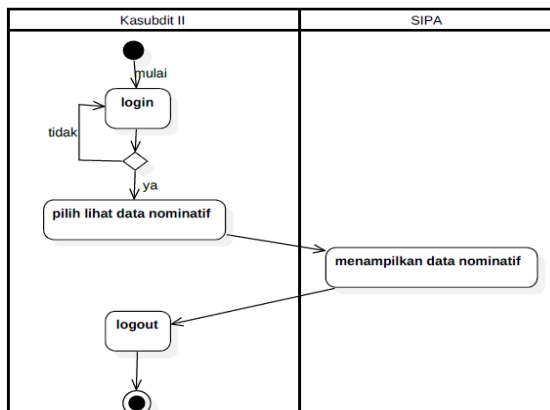 Kasubdit II
SIPA
mulai
login
tidak
ya
pilih lihat data nominatif
menampilkan data nominatif
logout